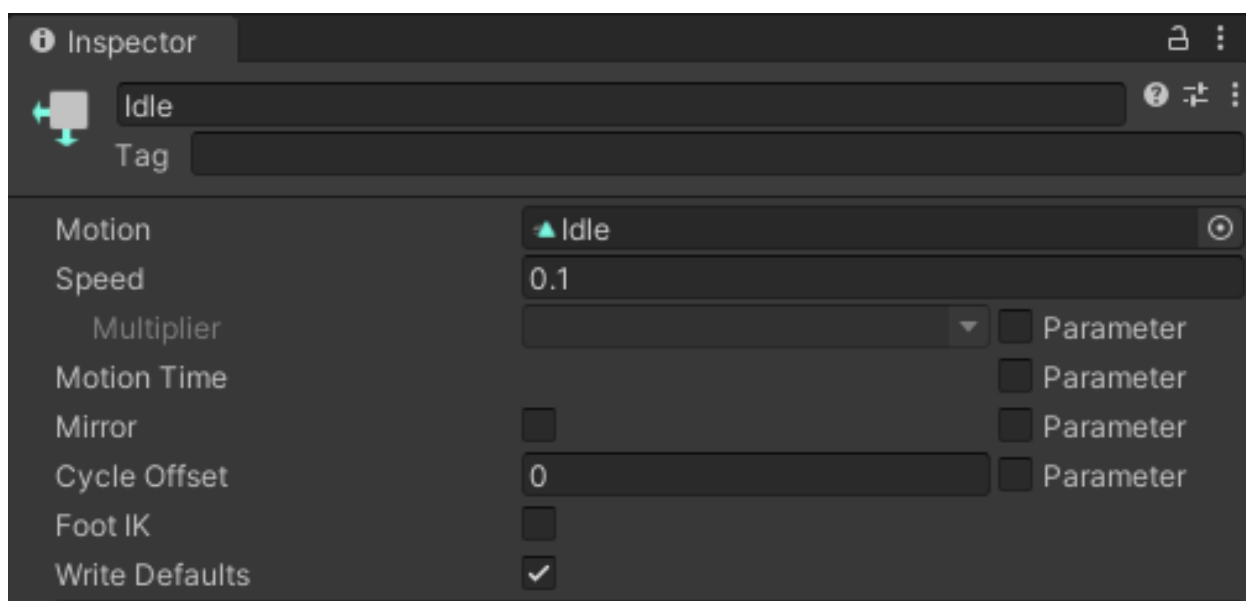 Inspector
Idle
Tag
Motion Idle
Speed 0.1
Multiplier Parameter
Motion Time Parameter
Mirror Parameter
Cycle Offset 0 Parameter
Foot IK
Write Defaults